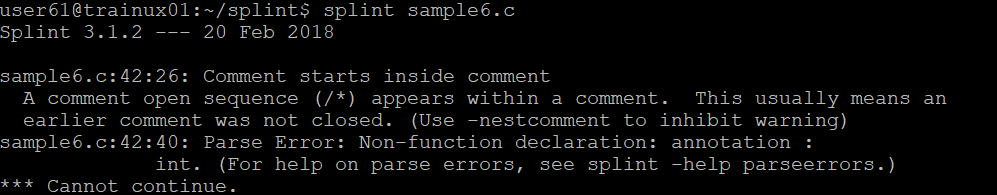 user61@trainux01:~/splint$ splint sample6.c
Splint 3.1.2 --- 20 Feb 2018

sample6.c:42:26: Comment starts inside comment
  A comment open sequence (/*) appears within a comment.  This usually means an
  earlier comment was not closed. (Use -nestcomment to inhibit warning)
sample6.c:42:40: Parse Error: Non-function declaration: annotation :
               int. (For help on parse errors, see splint -help parseerrors.)
*** Cannot continue.